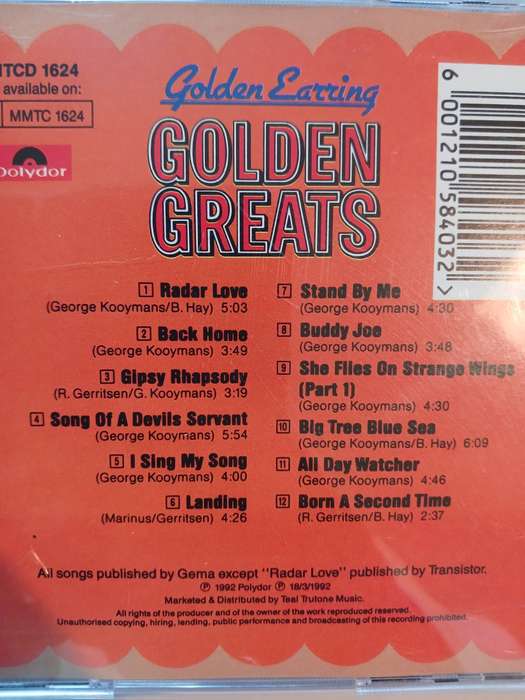 ITCD 1624
available on:
MMTC 1624
Polydor
Golden Earring
GOLDEN
GREATS
6 001210 584032 >
1 Radar Love
(George Kooymans/B. Hay) 5:03
2 Back Home
(George Kooymans) 3:49
3 Gipsy Rhapsody
(R. Gerritsen/G. Kooymans) 3:19
4 Song Of A Devils Servant
(George Kooymans) 5:54
5 I Sing My Song
(George Kooymans) 4:00
6 Landing
(Marinus/Gerritsen) 4:26
7 Stand By Me
(George Kooymans) 4:30
8 Buddy Joe
(George Kooymans) 3:48
9 She Flies On Strange Wings
(Part 1)
(George Kooymans) 4:30
10 Big Tree Blue Sea
(George Kooymans/B. Hay) 6:09
11 All Day Watcher
(George Kooymans) 4:46
12 Born A Second Time
(R. Gerritsen/B. Hay) 2:37
All songs published by Gema except "Radar Love" published by Transistor.
℗ 1992 Polydor ℗ 18/3/1992
Marketed & Distributed by Teal Trutone Music.
All rights of the producer and of the owner of the work reproduced reserved.
Unauthorised copying, hiring, lending, public performance and broadcasting of this recording prohibited.